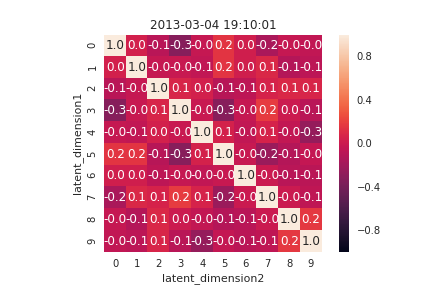 2013-03-04 19:10:01
0 1.0 0.0 -0.1 -0.3 -0.0 0.2 0.0 -0.2 -0.0 -0.0
1 0.0 1.0 -0.0 -0.0 -0.1 0.2 0.0 0.1 -0.1 -0.1
2 -0.1 -0.0 1.0 0.1 0.0 -0.1 -0.0 0.1 0.1 0.1
3 -0.3 -0.0 0.1 1.0 -0.0 -0.3 -0.0 0.2 0.0 -0.1
4 -0.0 -0.1 0.0 -0.0 1.0 0.1 -0.0 0.1 -0.0 -0.3
5 0.2 0.2 -0.1 -0.3 0.1 1.0 -0.0 -0.2 -0.1 -0.0
6 0.0 0.0 -0.0 -0.0 -0.0 -0.0 1.0 -0.0 -0.1 -0.1
7 -0.2 0.1 0.1 0.2 0.1 -0.2 -0.0 1.0 -0.0 -0.1
8 -0.0 -0.1 0.1 0.0 -0.0 -0.1 -0.1 -0.0 1.0 0.2
9 -0.0 -0.1 0.1 -0.1 -0.3 -0.0 -0.1 -0.1 0.2 1.0
0 1 2 3 4 5 6 7 8 9
latent_dimension2
latent_dimension1
0.8
0.4
0.0
-0.4
-0.8